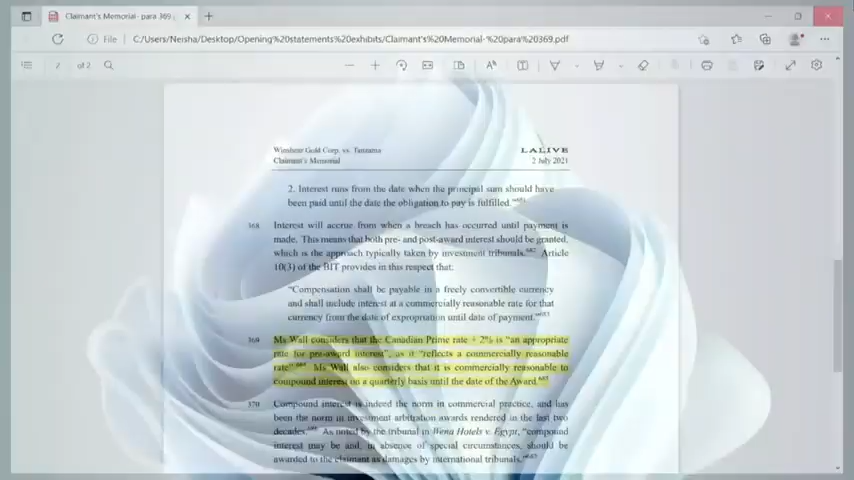 Claimant's Memorial- para 369.
File
C:/Users/Neisha/Desktop/Opening%20statements%20exhibits/Claimant's%20Memorial-%20para%20369.pdf
2 of 2
Winshear Gold Corp. vs. Tanzania LALIVE
Claimant's Memorial 2 July 2021
2. Interest runs from the date when the principal sum should have
been paid until the date the obligation to pay is fulfilled."
368 Interest will accrue from when a breach has occurred until payment is
made. This means that both pre- and post-award interest should be granted,
which is the approach typically taken by investment tribunals. Article
10(3) of the BIT provides in this respect that:
"Compensation shall be payable in a freely convertible currency
and shall include interest at a commercially reasonable rate for that
currency from the date of expropriation until date of payment."
369 Ms Wall considers that the Canadian Prime rate + 2% is "an appropriate
rate for pre-award interest", as it "reflects a commercially reasonable
rate" Ms Wall also considers that it is commercially reasonable to
compound interest on a quarterly basis until the date of the Award.
370 Compound interest is indeed the norm in commercial practice, and has
been the norm in investment arbitration awards rendered in the last two
decades. As noted by the tribunal in Wena Hotels v. Egypt, "compound
interest may be and, in absence of special circumstances, should be
awarded to the claimant as damages by international tribunals."